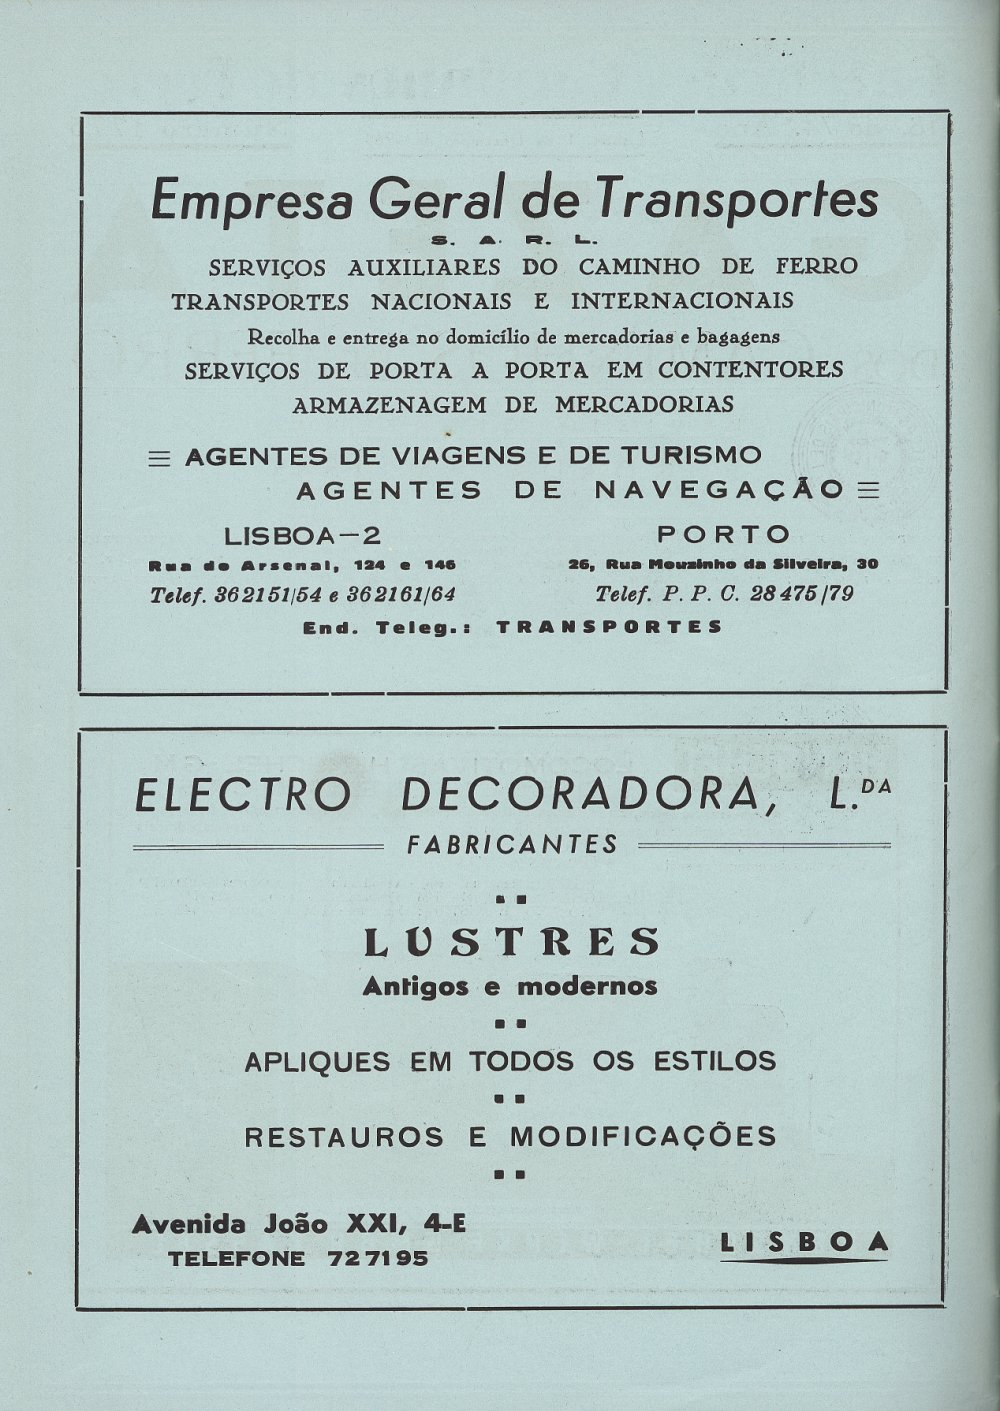 Empresa Geral de Transportes
S. A. R. L.
SERVIÇOS AUXILIARES DO CAMINHO DE FERRO
TRANSPORTES NACIONAIS E INTERNACIONAIS
Recolha e entrega no domicílio de mercadorias e bagagens
SERVIÇOS DE PORTA A PORTA EM CONTENTORES
ARMAZENAGEM DE MERCADORIAS
AGENTES DE VIAGENS E DE TURISMO
AGENTES DE NAVEGAÇÃO
LISBOA—2
Rua do Arsenal, 124 e 146
Telef. 362151/54 e 362161/64
PORTO
26, Rua Mouzinho da Silveira, 30
Telef. P. P. C. 28475/79
End. Teleg.: TRANSPORTES
ELECTRO DECORADORA, L.DA
FABRICANTES
LUSTRES
Antigos e modernos
APLIQUES EM TODOS OS ESTILOS
RESTAUROS E MODIFICAÇÕES
Avenida João XXI, 4-E
TELEFONE 727195
LISBOA